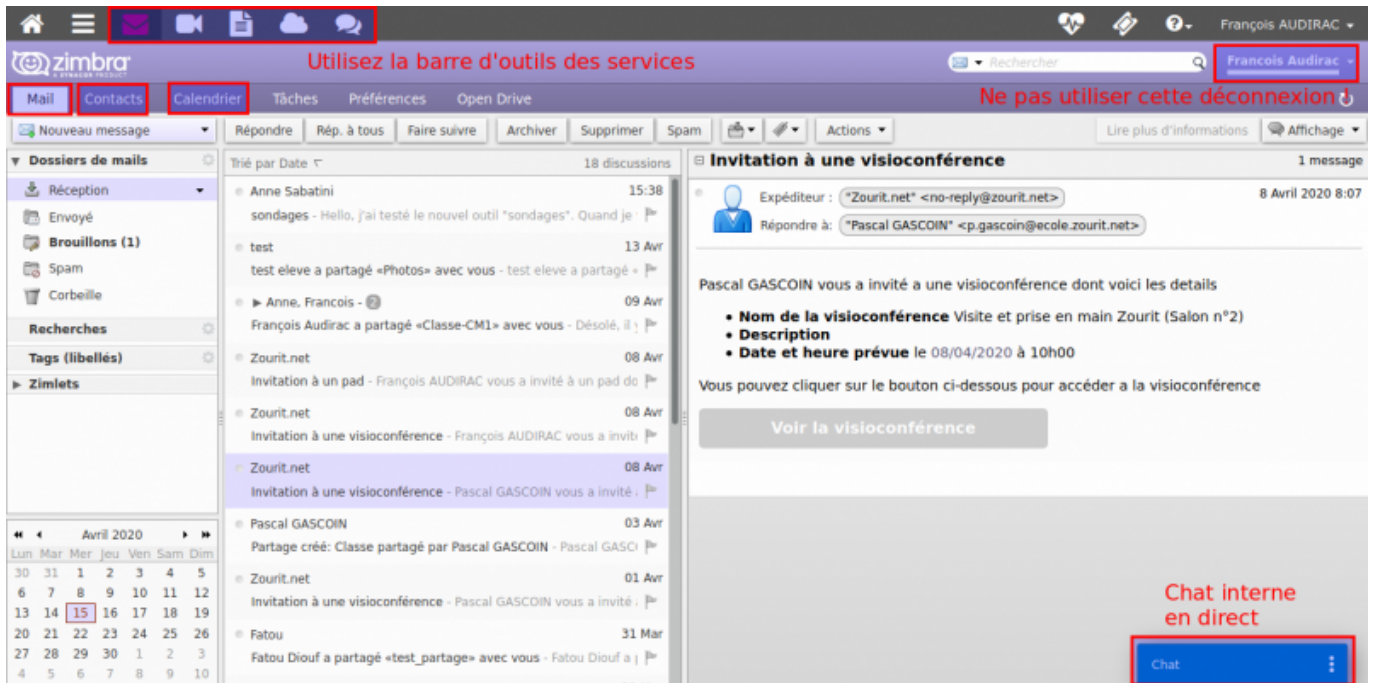 François AUDIRAC
zimbra
A SYNACOR PRODUCT
Utilisez la barre d'outils des services
Rechercher
Francois Audirac
Mail Contacts Calendrier Tâches Préférences Open Drive
Ne pas utiliser cette déconnexion !
Nouveau message
Répondre Rép. à tous Faire suivre Archiver Supprimer Spam Actions
Lire plus d'informations Affichage
Dossiers de mails
Réception
Envoyé
Brouillons (1)
Spam
Corbeille
Recherches
Tags (libellés)
Zimlets
Avril 2020
Lun Mar Mer Jeu Ven Sam Dim
30 31 1 2 3 4 5
6 7 8 9 10 11 12
13 14 15 16 17 18 19
20 21 22 23 24 25 26
27 28 29 30 1 2 3
4 5 6 7 8 9 10
Trié par Date 18 discussions
Anne Sabatini 15:38
sondages - Hello, j'ai testé le nouvel outil "sondages". Quand je
test 13 Avr
test eleve a partagé «Photos» avec vous - test eleve a partagé «
Anne, Francois - 2 09 Avr
François Audirac a partagé «Classe-CM1» avec vous - Désolé, il y
Zourit.net 08 Avr
Invitation à un pad - François AUDIRAC vous a invité à un pad do
Zourit.net 08 Avr
Invitation à une visioconférence - François AUDIRAC vous a invité
Zourit.net 08 Avr
Invitation à une visioconférence - Pascal GASCOIN vous a invité
Pascal GASCOIN 03 Avr
Partage créé: Classe partagé par Pascal GASCOIN - Pascal GASCO
Zourit.net 01 Avr
Invitation à une visioconférence - Pascal GASCOIN vous a invité
Fatou 31 Mar
Fatou Diouf a partagé «test_partage» avec vous - Fatou Diouf a
Invitation à une visioconférence 1 message
Expéditeur : "Zourit.net" <no-reply@zourit.net> 8 Avril 2020 8:07
Répondre à: "Pascal GASCOIN" <p.gascoin@ecole.zourit.net>
Pascal GASCOIN vous a invité a une visioconférence dont voici les details
• Nom de la visioconférence Visite et prise en main Zourit (Salon n°2)
• Description
• Date et heure prévue le 08/04/2020 à 10h00
Vous pouvez cliquer sur le bouton ci-dessous pour accéder a la visioconférence
Voir la visioconférence
Chat interne
en direct
Chat